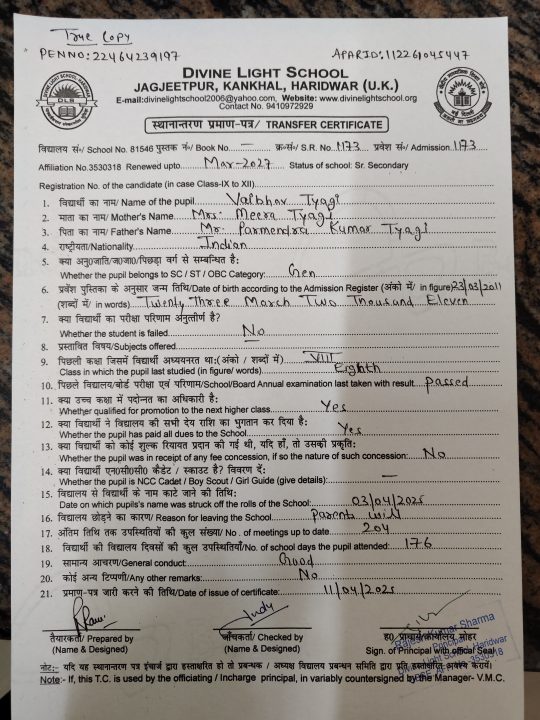 True Copy
PENNO:22464239197 APARID:112261045447
DIVINE LIGHT SCHOOL
JAGJEETPUR, KANKHAL, HARIDWAR (U.K.)
E-mail:divinelightschool2006@yahoo.com, Website: www.divinelightschool.org
Contact No. 9410972929
स्थानान्तरण प्रमाण-पत्र/ TRANSFER CERTIFICATE
विद्यालय सं०/ School No. 81546 पुस्तक नं०/ Book No. — क्र०सं०/ S.R. No. 1173 प्रवेश सं०/ Admission. 1173
Affiliation No.3530318 Renewed upto. Mar-2027 Status of school: Sr. Secondary
Registration No. of the candidate (in case Class-IX to XII)
1. विद्यार्थी का नाम/ Name of the pupil. Vaibhav Tyagi
2. माता का नाम/ Mother's Name Mrs. Meera Tyagi
3. पिता का नाम/ Father's Name Mr. Parmendra Kumar Tyagi
4. राष्ट्रीयता/Nationality Indian
5. क्या अनु०जाति/ज०जा०/पिछड़ा वर्ग से सम्बन्धित है:
Whether the pupil belongs to SC / ST / OBC Category: Gen
6. प्रवेश पुस्तिका के अनुसार जन्म तिथि/Date of birth according to the Admission Register (अंको में/ in figure) 23/03/2011
(शब्दों में/ in words) Twenty Three March Two Thousand Eleven
7. क्या विद्यार्थी का परीक्षा परिणाम अनुत्तीर्ण है?
Whether the student is failed. No
8. प्रस्तावित विषय/Subjects offered
9. पिछली कक्षा जिसमें विद्यार्थी अध्ययनरत था:(अंको / शब्दों में) VIII
Class in which the pupil last studied (in figure/ words) Eighth
10. पिछले विद्यालय/बोर्ड परीक्षा एवं परिणाम/School/Board Annual examination last taken with result. passed
11. क्या उच्च कक्षा में पदोन्नत का अधिकारी है:
Whether qualified for promotion to the next higher class. Yes
12. क्या विद्यार्थी ने विद्यालय की सभी देय राशि का भुगतान कर दिया है:
Whether the pupil has paid all dues to the School Yes
13. क्या विद्यार्थी को कोई शुल्क रियायत प्रदान की गई थी, यदि हाँ, तो उसकी प्रकृति:
Whether the pupil was in receipt of any fee concession, if so the nature of such concession: No
14. क्या विद्यार्थी एन०सी०सी० कैडेट / स्काउट है? विवरण दें:
Whether the pupil is NCC Cadet / Boy Scout / Girl Guide (give details): —
15. विद्यालय से विद्यार्थी के नाम काटे जाने की तिथि:
Date on which pupils's name was struck off the rolls of the School: 03/04/2025
16. विद्यालय छोड़ने का कारण/ Reason for leaving the School Parents will
17. अंतिम तिथि तक उपस्थितियों की कुल संख्या/ No . of meetings up to date 204
18. विद्यार्थी की विद्यालय दिवसों की कुल उपस्थितियाँ/No. of school days the pupil attended: 176
19. सामान्य आचरण/General conduct: Good
20. कोई अन्य टिप्पणी/Any other remarks: No
21. प्रमाण-पत्र जारी करने की तिथि/Date of issue of certificate: 11/04/2025
तैयारकर्ता/ Prepared by जाँचकर्ता/ Checked by ह० प्राचार्य/कार्यालय मोहर
(Name & Designed) (Name & Designed) Sign. of Principal with official Seal
Rajesh Kumar Sharma
Principal
Divine Light School, Haridwar
3530318
नोट:- यदि यह स्थानान्तरण पत्र इंचार्ज द्वारा हस्ताक्षरित हो तो प्रबन्धक / अध्यक्ष विद्यालय प्रबन्धन समिति द्वारा प्रति हस्ताक्षरित अवश्य करायें।
Note:- If, this T.C. is used by the officiating / Incharge principal, in variably countersigned by the Manager- V.M.C.